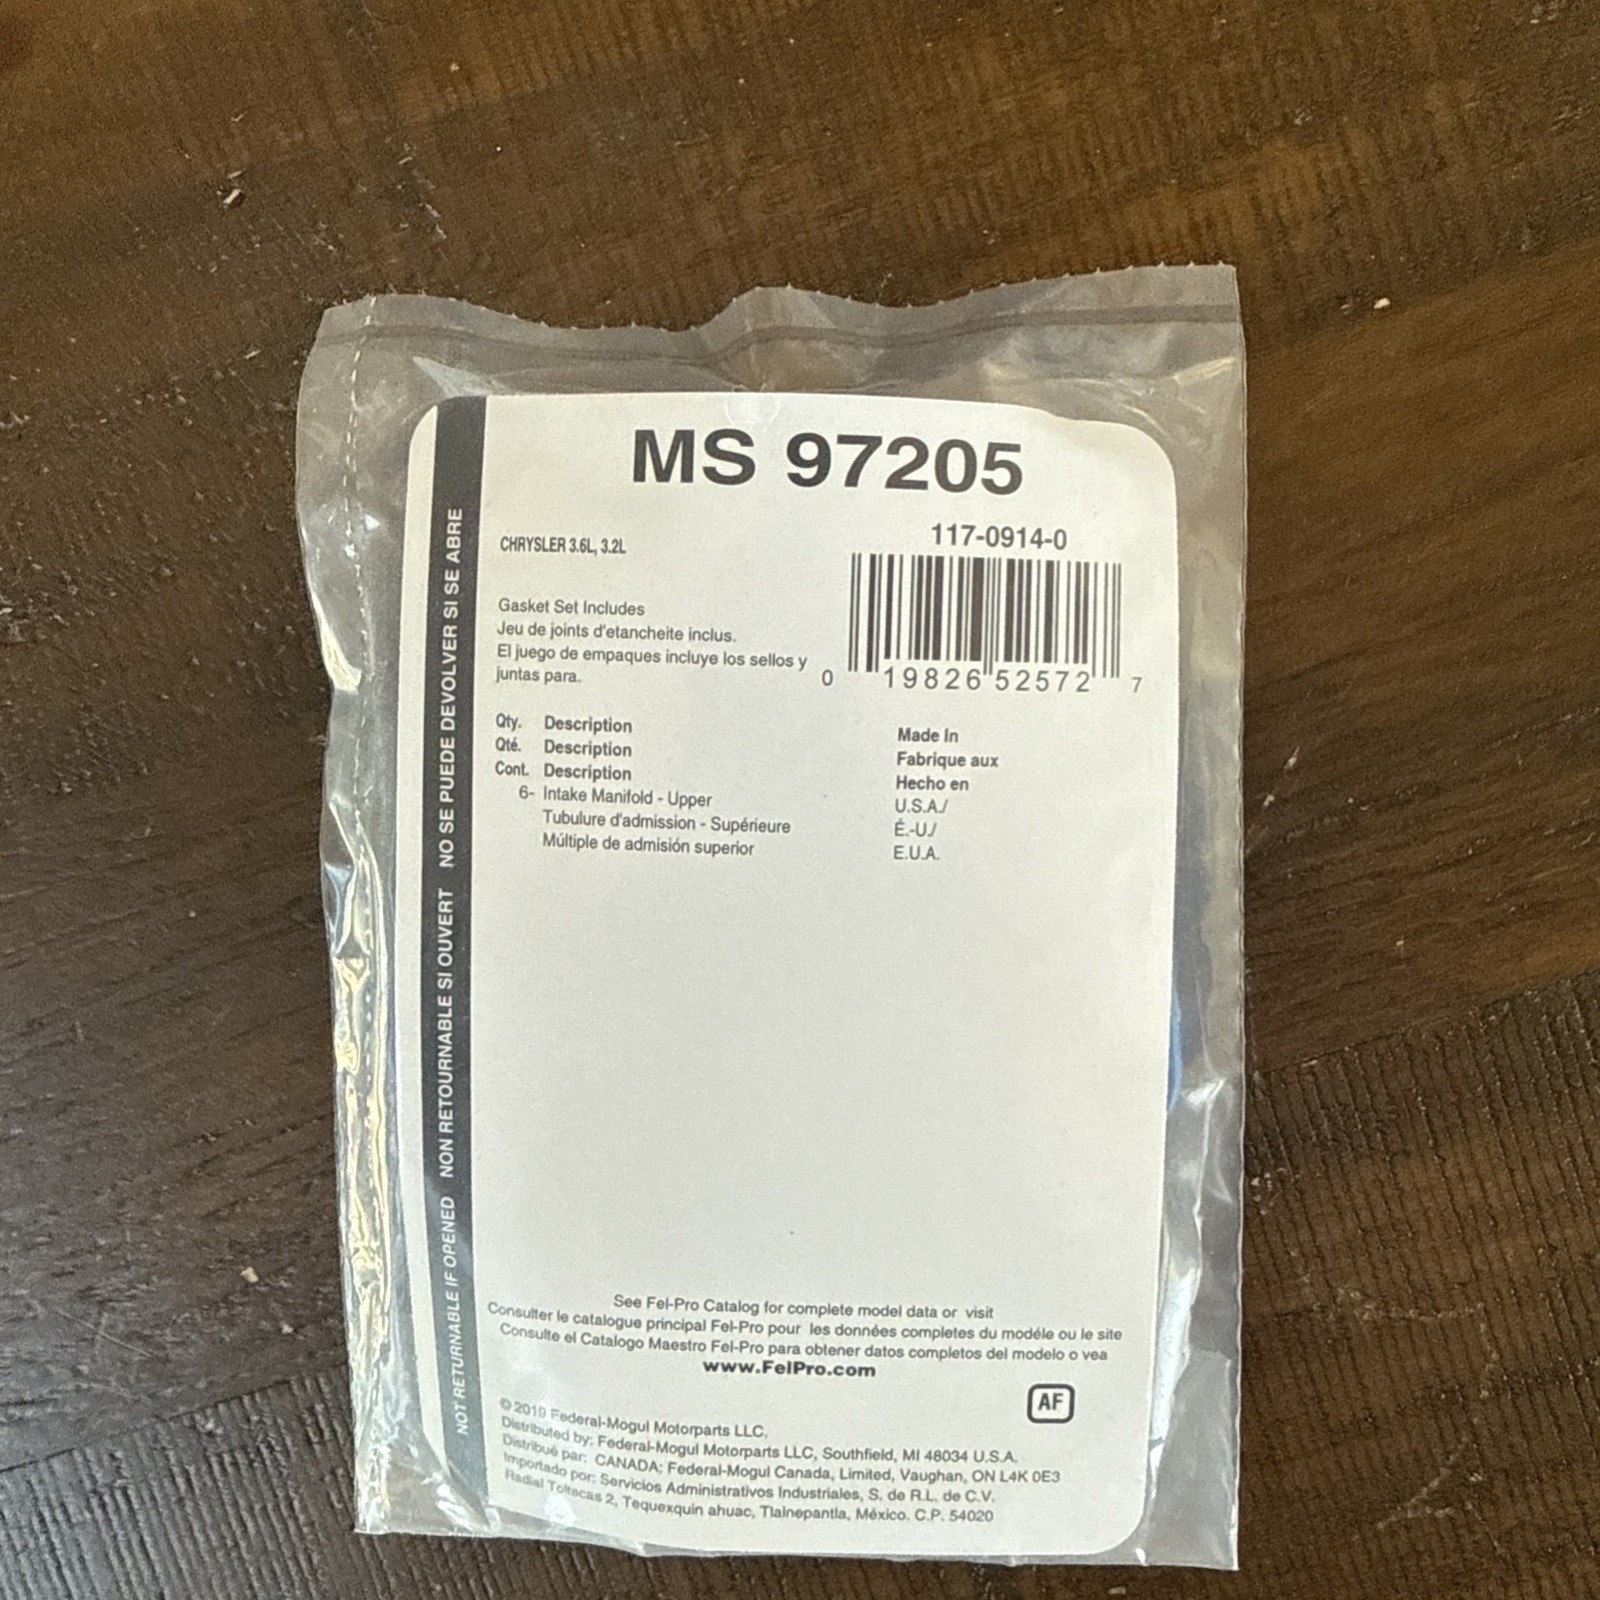 MS 97205
117-0914-0
CHRYSLER 3.6L, 3.2L
0 19826 52572 7
Gasket Set Includes
Jeu de joints d'etancheite inclus.
El juego de empaques incluye los sellos y
juntas para.
Qty. Description
Qté. Description
Cont. Description
6- Intake Manifold - Upper
Tubulure d'admission - Supérieure
Múltiple de admisión superior
Made In
Fabrique aux
Hecho en
U.S.A./
É.-U./
E.U.A.
NOT RETURNABLE IF OPENED NON RETOURNABLE SI OUVERT NO SE PUEDE DEVOLVER SI SE ABRE
See Fel-Pro Catalog for complete model data or visit
Consulter le catalogue principal Fel-Pro pour les données completes du modéle ou le site
Consulte el Catalogo Maestro Fel-Pro para obtener datos completos del modelo o vea
www.FelPro.com
AF
© 2019 Federal-Mogul Motorparts LLC.
Distributed by: Federal-Mogul Motorparts LLC, Southfield, MI 48034 U.S.A.
Distribué par: CANADA: Federal-Mogul Canada, Limited, Vaughan, ON L4K 0E3
Importado por: Servicios Administrativos Industriales, S. de R.L. de C.V.
Radial Toltecas 2, Tequexquin ahuac, Tlalnepantla, México. C.P. 54020